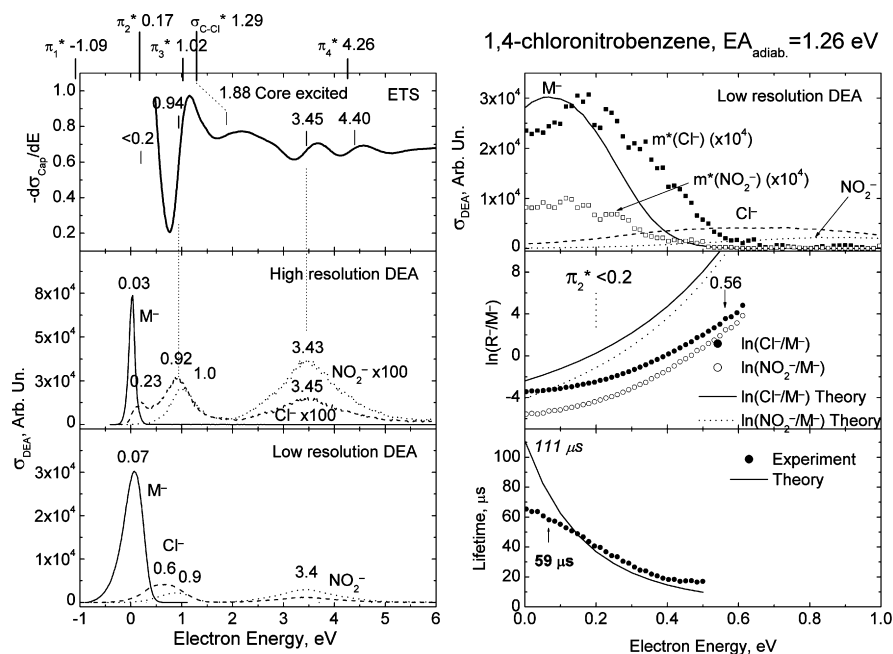 π₂* 0.17 σC-Cl* 1.29
π₁* -1.09 π₃* 1.02 π₄* 4.26
1,4-chloronitrobenzene, EAadiab.=1.26 eV
-dσCap/dE
1.0
0.8
0.6
0.4
0.2
<0.2
0.94
1.88 Core excited
3.45
4.40
ETS
σDEA, Arb. Un.
8x10⁴
6x10⁴
3x10⁴
0
High resolution DEA
0.03
M⁻
0.23
0.92
1.0
3.43
NO₂⁻ x100
3.45
Cl⁻ x100
3x10⁴
2x10⁴
1x10⁴
0
Low resolution DEA
0.07
M⁻
Cl⁻
0.6
0.9
3.4
NO₂⁻
-1 0 1 2 3 4 5 6
Electron Energy, eV
σDEA, Arb. Un.
3x10⁴
2x10⁴
1x10⁴
0
M⁻
Low resolution DEA
m*(Cl⁻) (x10⁴)
m*(NO₂⁻) (x10⁴)
NO₂⁻
Cl⁻
ln(R⁻/M⁻)
8
4
0
-4
π₂* <0.2
0.56
ln(Cl⁻/M⁻)
ln(NO₂⁻/M⁻)
ln(Cl⁻/M⁻) Theory
ln(NO₂⁻/M⁻) Theory
Lifetime, μs
100
80
60
40
20
0
111 μs
59 μs
Experiment
Theory
0.0 0.2 0.4 0.6 0.8 1.0
Electron Energy, eV